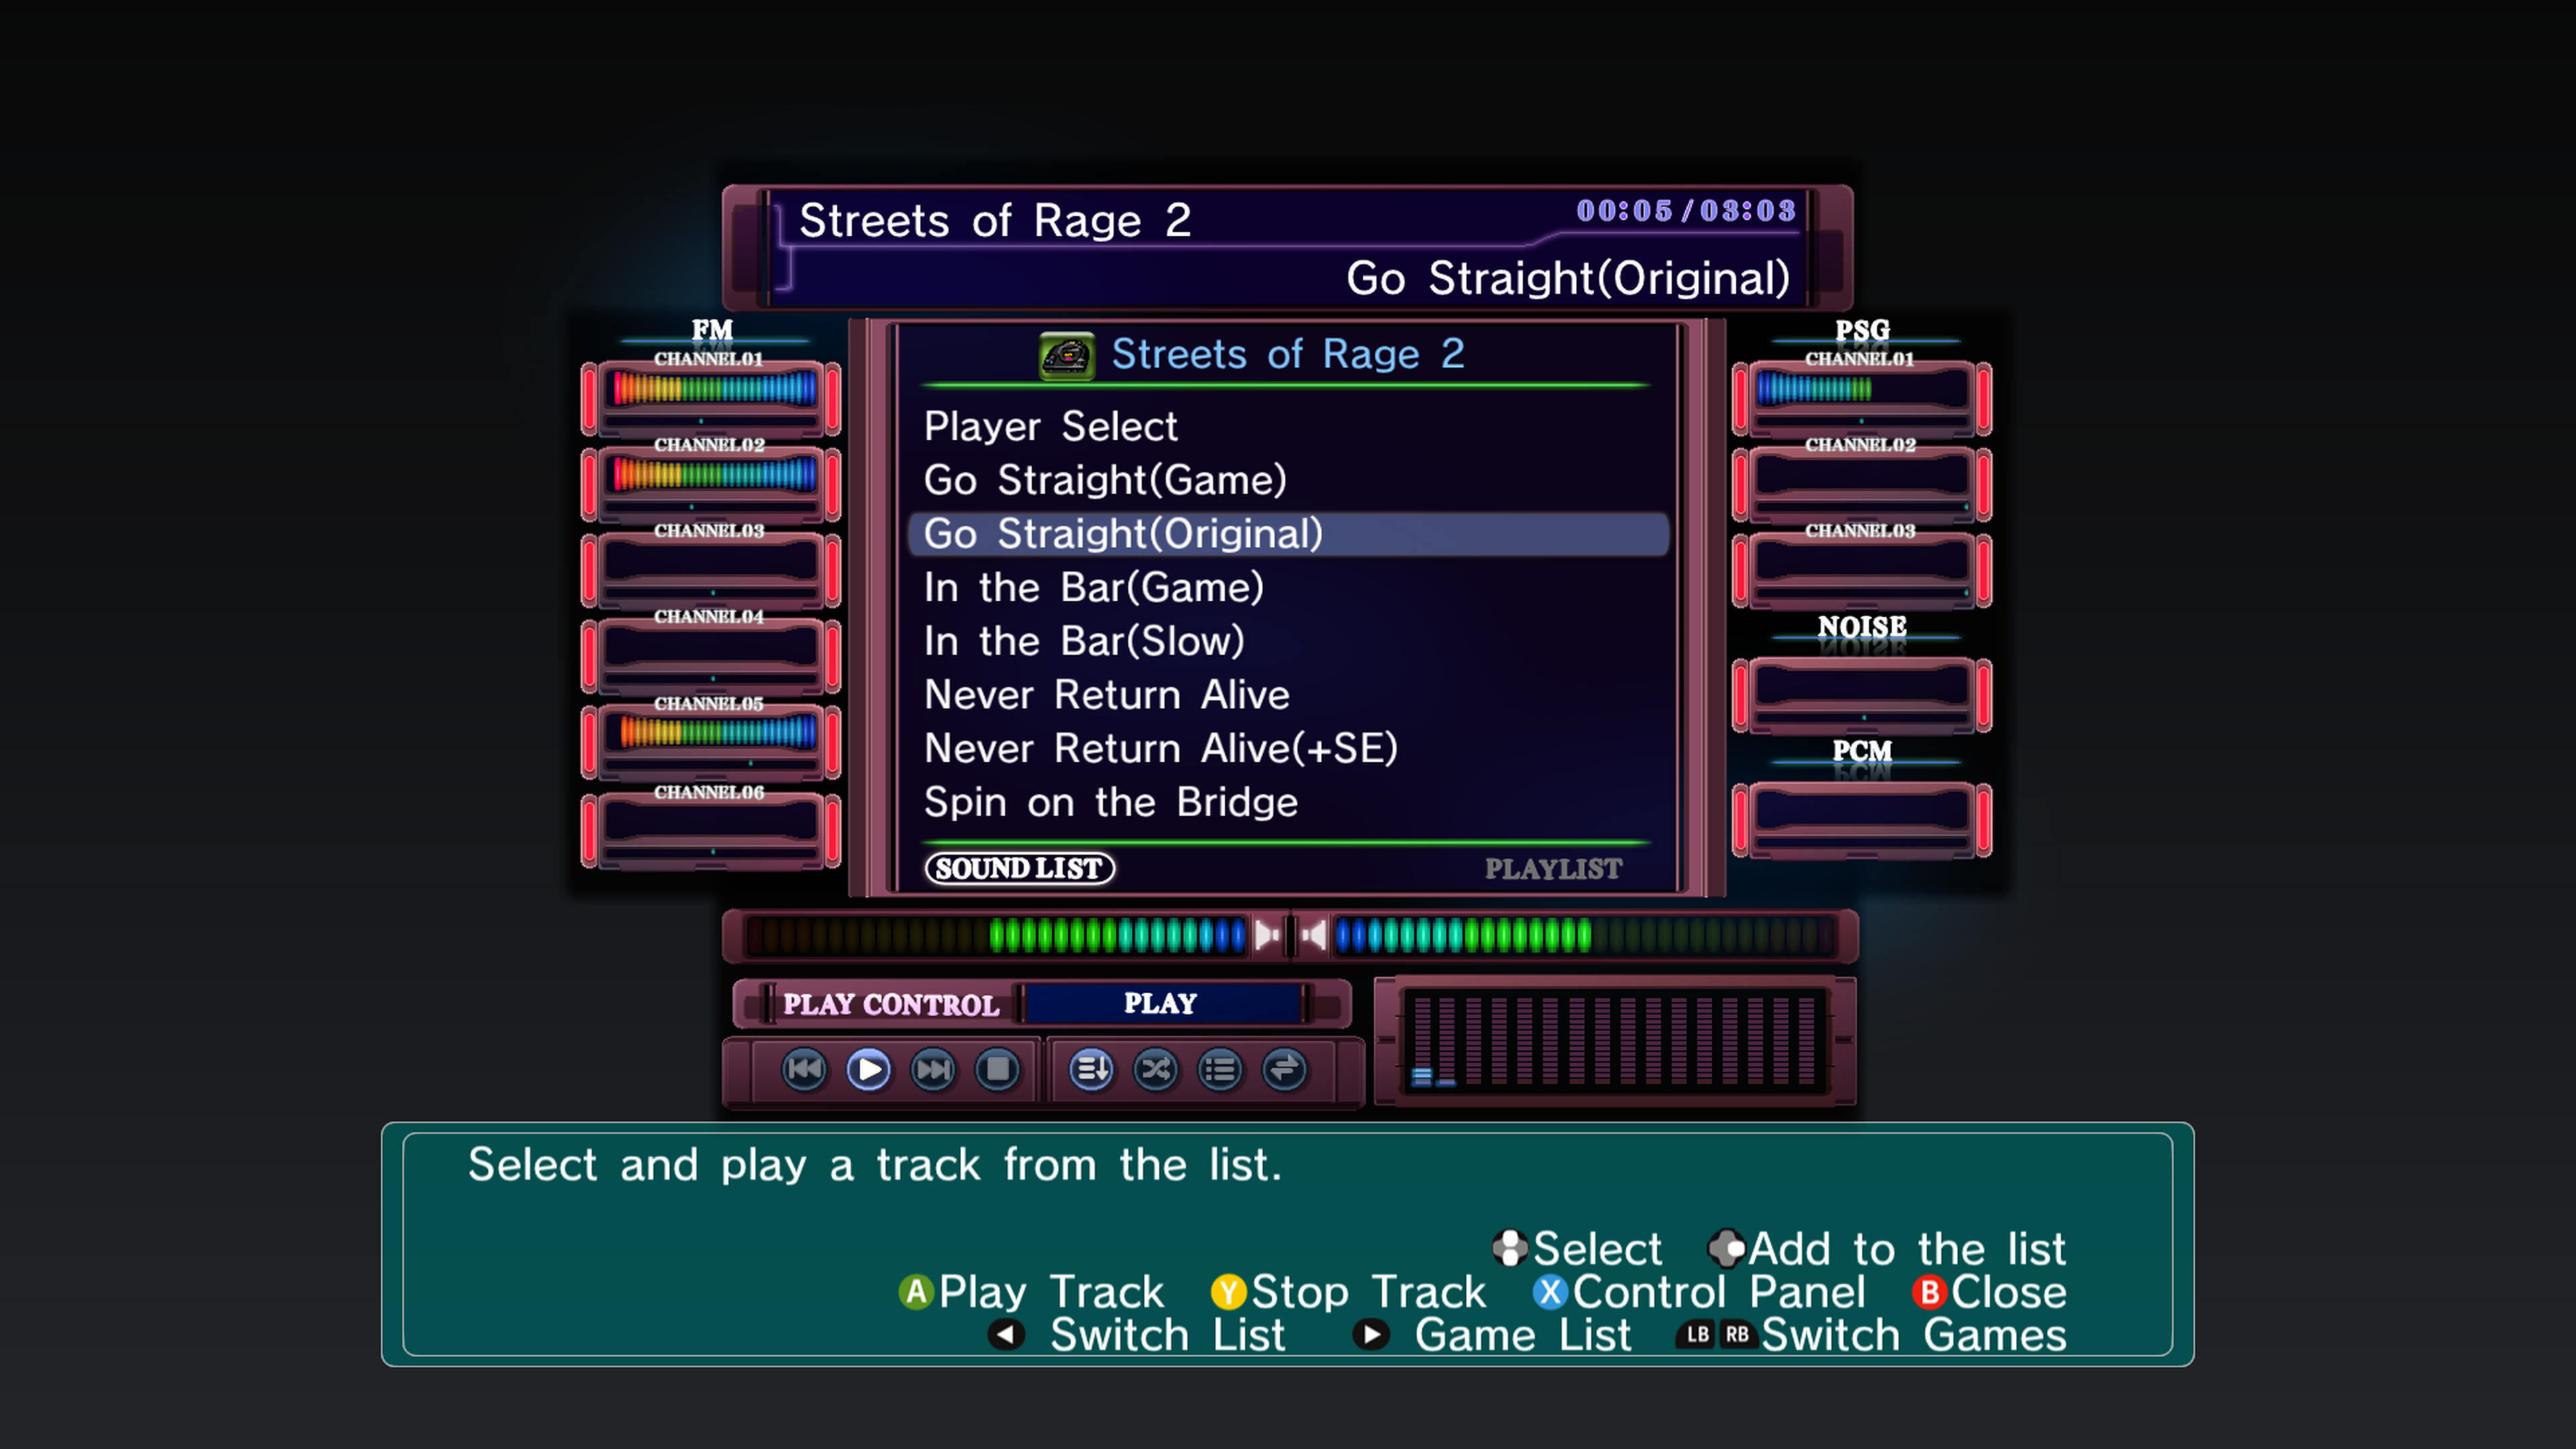 Streets of Rage 2
00:05/03:03
Go Straight(Original)
FM
CHANNEL01
CHANNEL02
CHANNEL03
CHANNEL04
CHANNEL05
CHANNEL06
Streets of Rage 2
Player Select
Go Straight(Game)
Go Straight(Original)
In the Bar(Game)
In the Bar(Slow)
Never Return Alive
Never Return Alive(+SE)
Spin on the Bridge
SOUND LIST
PLAYLIST
PSG
CHANNEL01
CHANNEL02
CHANNEL03
NOISE
PCM
PLAY CONTROL
PLAY
Select and play a track from the list.
Select Add to the list
A Play Track Y Stop Track X Control Panel B Close
Switch List Game List LB RB Switch Games